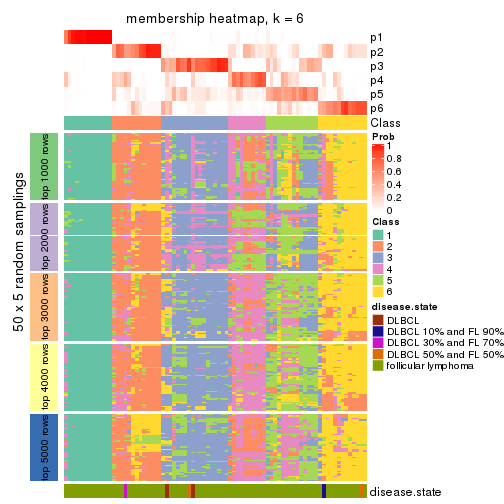 membership heatmap, k = 6
p1
p2
p3
p4
p5
p6
Class
Prob
1
0.8
0.6
0.4
0.2
0
Class
1
2
3
4
5
6
disease.state
DLBCL
DLBCL 10% and FL 90%
DLBCL 30% and FL 70%
DLBCL 50% and FL 50%
follicular lymphoma
50 x 5 random samplings
top 1000 rows
top 2000 rows
top 3000 rows
top 4000 rows
top 5000 rows
disease.state